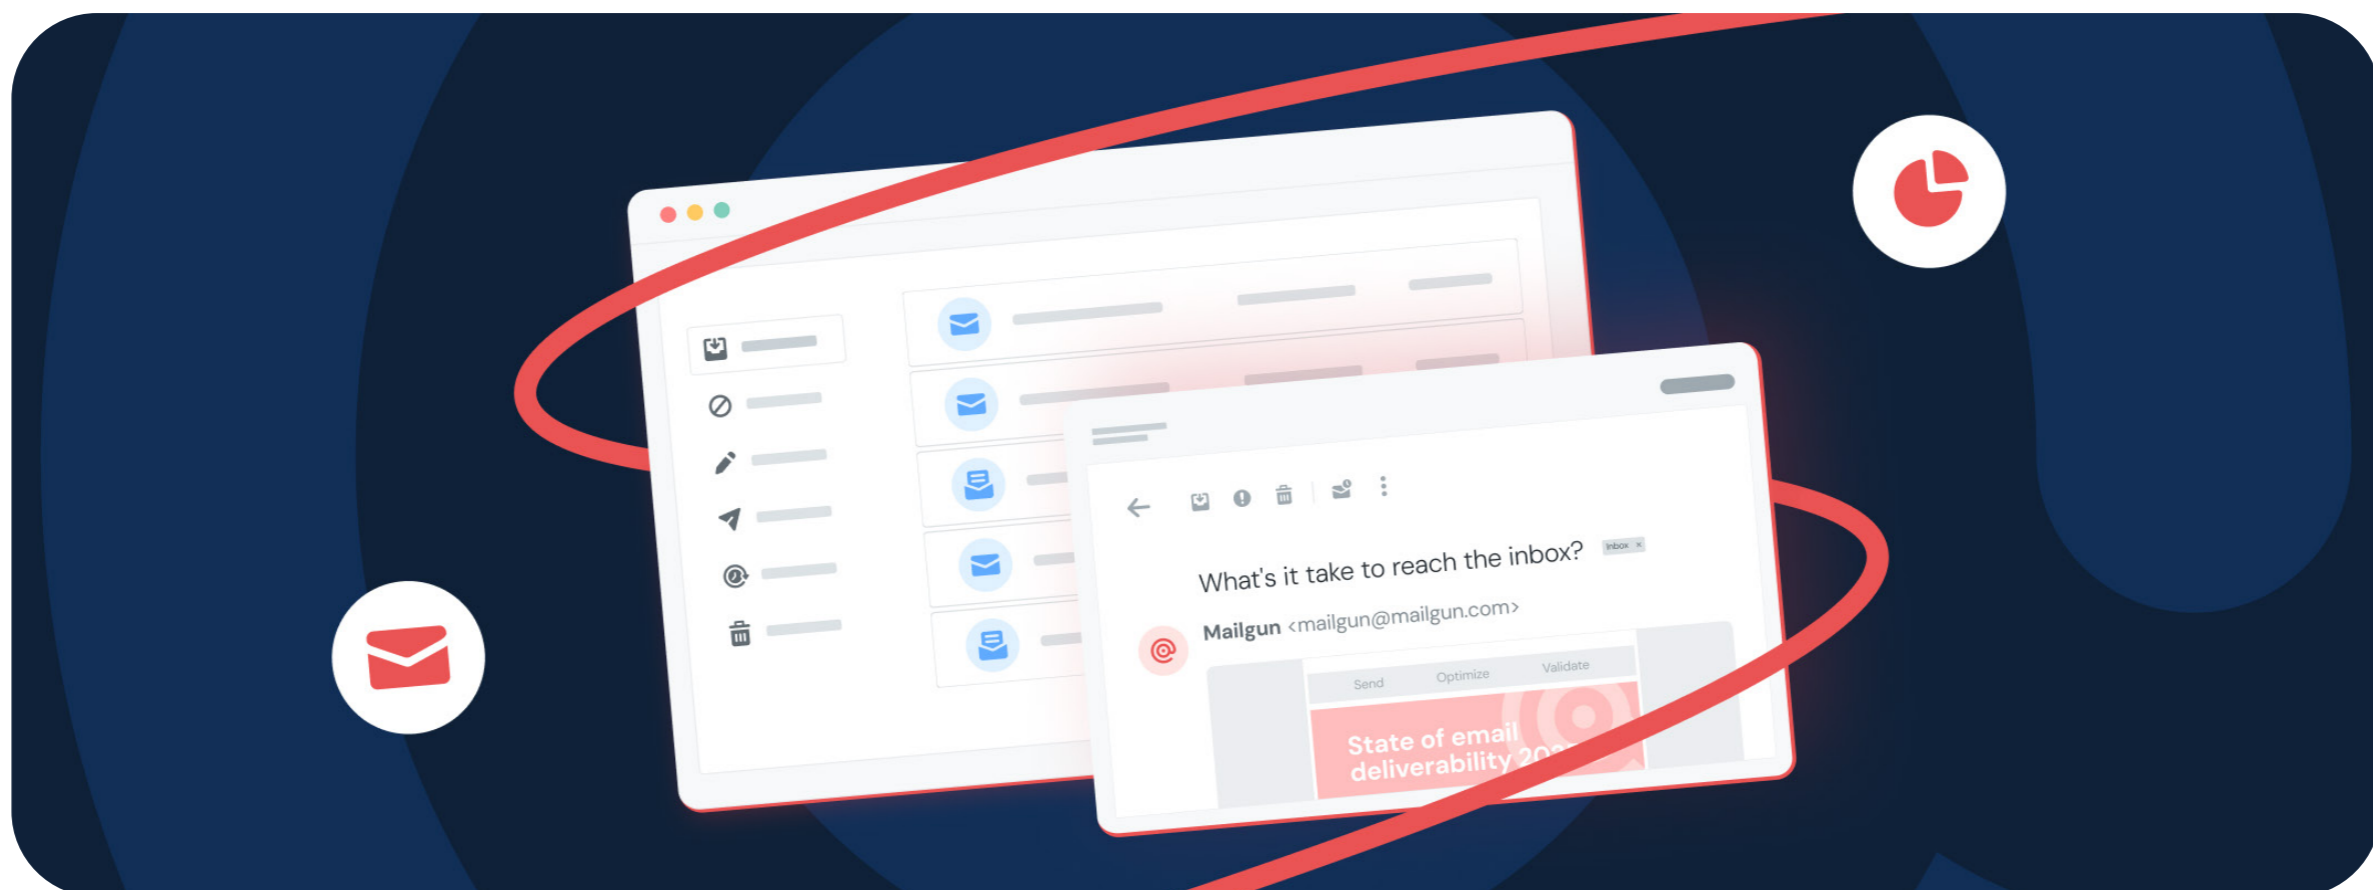 What's it take to reach the inbox?
Inbox ×
Mailgun <mailgun@mailgun.com>
Send Optimize Validate
State of email
deliverability